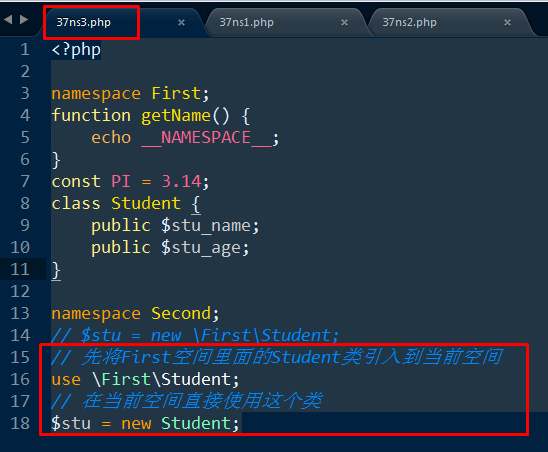 37ns3.php × 37ns1.php × 37ns2.php ×
1 <?php
2
3 namespace First;
4 function getName() {
5     echo __NAMESPACE__;
6 }
7 const PI = 3.14;
8 class Student {
9     public $stu_name;
10     public $stu_age;
11 }
12
13 namespace Second;
14 // $stu = new \First\Student;
15 // 先将First空间里面的Student类引入到当前空间
16 use \First\Student;
17 // 在当前空间直接使用这个类
18 $stu = new Student;